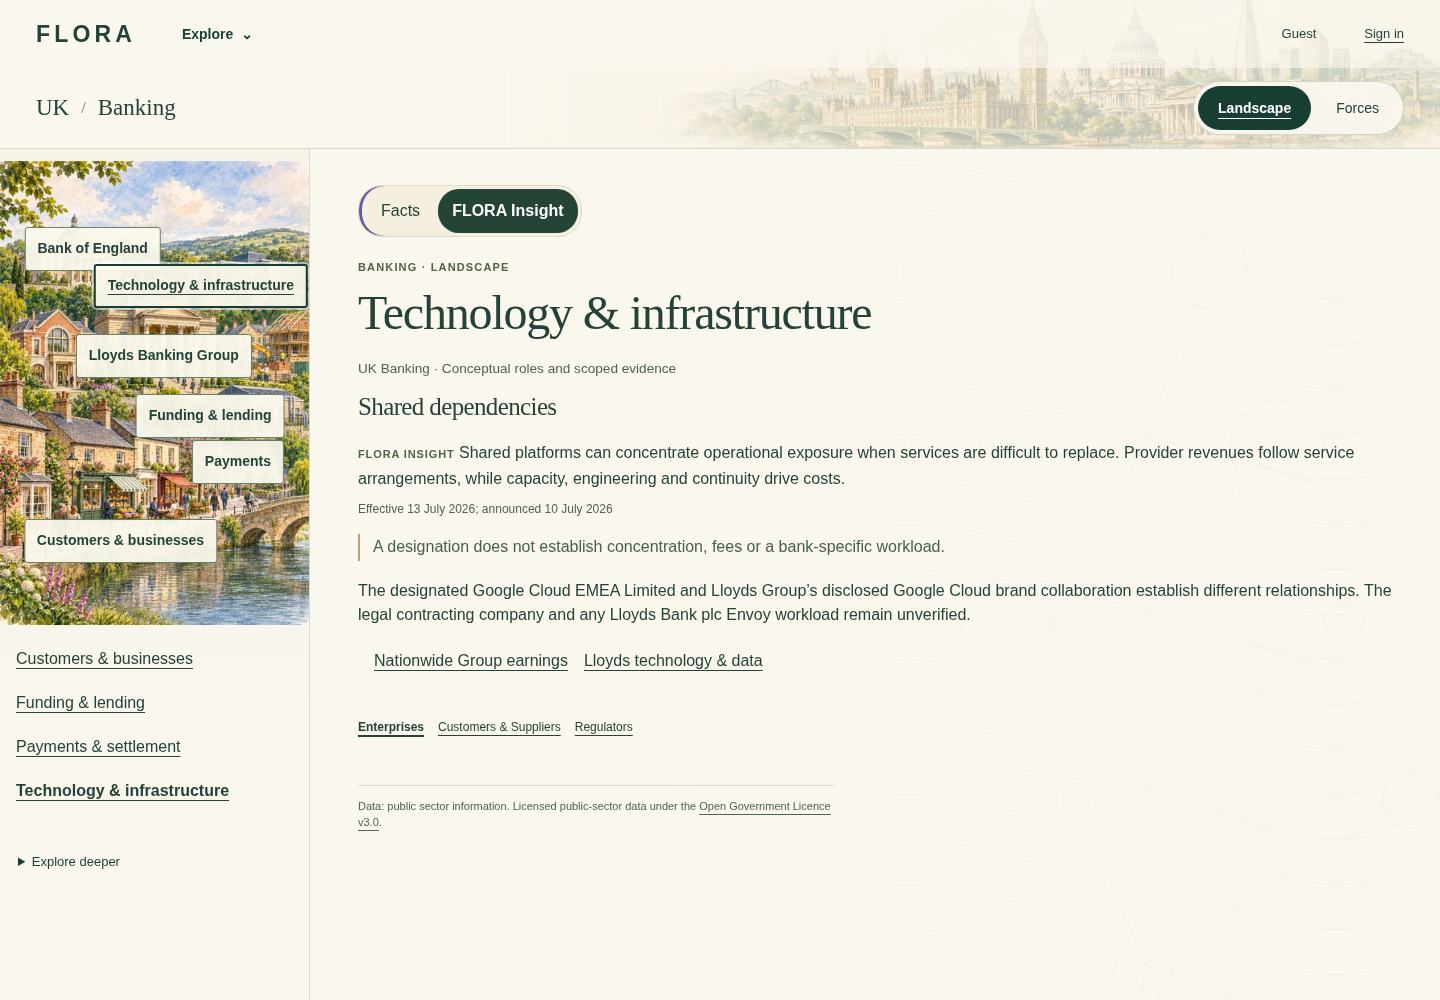 FLORA
Explore
Guest
Sign in
UK / Banking
Landscape
Forces
Bank of England
Technology & infrastructure
Lloyds Banking Group
Funding & lending
Payments
Customers & businesses
Customers & businesses
Funding & lending
Payments & settlement
Technology & infrastructure
Explore deeper
Facts
FLORA Insight
BANKING · LANDSCAPE
Technology & infrastructure
UK Banking · Conceptual roles and scoped evidence
Shared dependencies
FLORA INSIGHT Shared platforms can concentrate operational exposure when services are difficult to replace. Provider revenues follow service
arrangements, while capacity, engineering and continuity drive costs.
Effective 13 July 2026; announced 10 July 2026
A designation does not establish concentration, fees or a bank-specific workload.
The designated Google Cloud EMEA Limited and Lloyds Group’s disclosed Google Cloud brand collaboration establish different relationships. The
legal contracting company and any Lloyds Bank plc Envoy workload remain unverified.
Nationwide Group earnings Lloyds technology & data
Enterprises Customers & Suppliers Regulators
Data: public sector information. Licensed public-sector data under the Open Government Licence
v3.0.